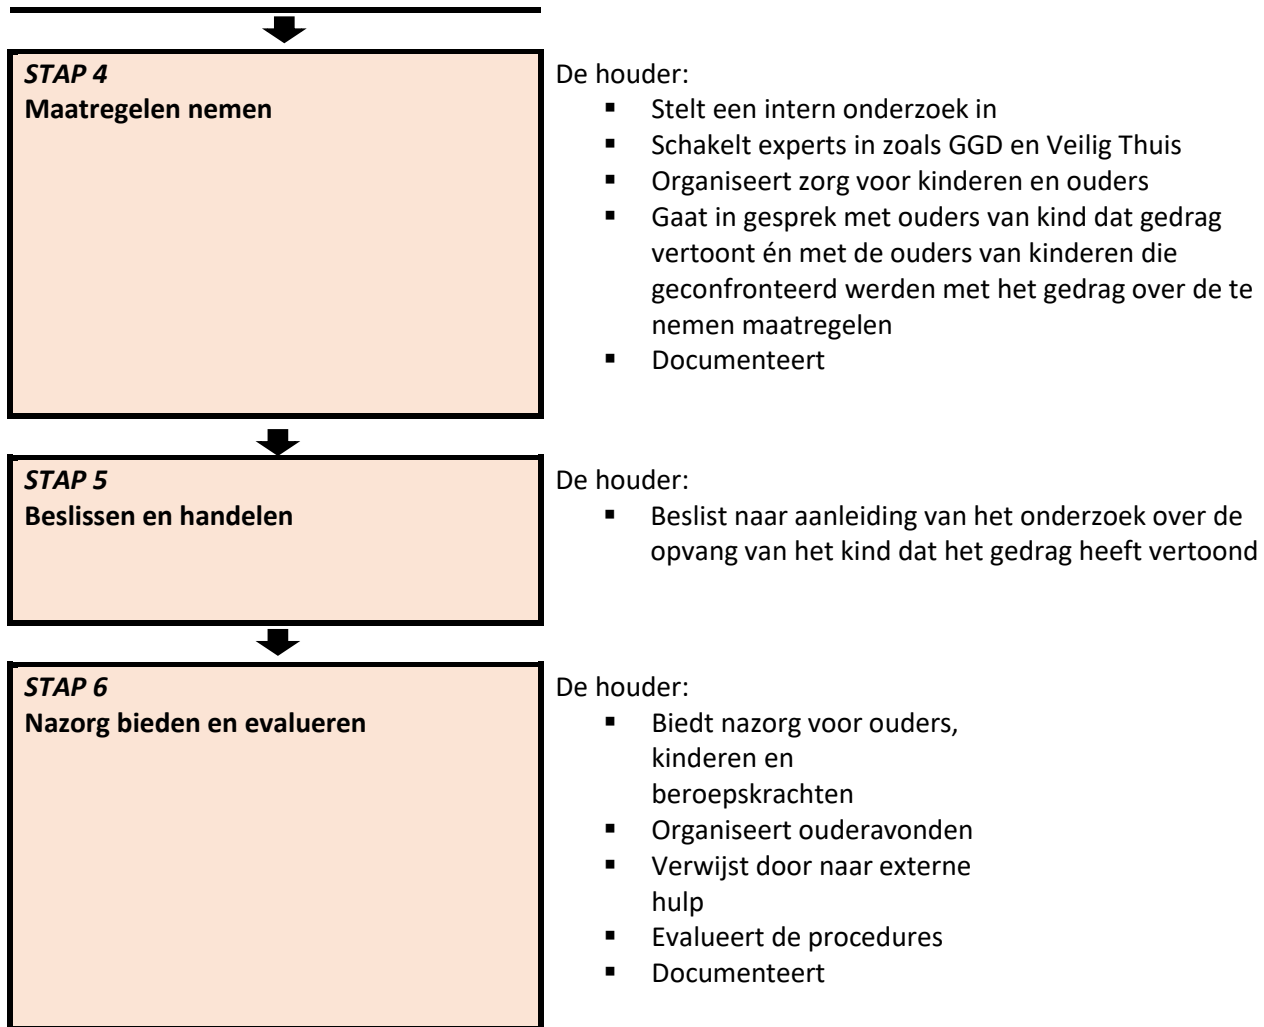 STAP 4
Maatregelen nemen
De houder:
▪ Stelt een intern onderzoek in
▪ Schakelt experts in zoals GGD en Veilig Thuis
▪ Organiseert zorg voor kinderen en ouders
▪ Gaat in gesprek met ouders van kind dat gedrag
vertoont én met de ouders van kinderen die
geconfronteerd werden met het gedrag over de te
nemen maatregelen
▪ Documenteert
STAP 5
Beslissen en handelen
De houder:
▪ Beslist naar aanleiding van het onderzoek over de
opvang van het kind dat het gedrag heeft vertoond
STAP 6
Nazorg bieden en evalueren
De houder:
▪ Biedt nazorg voor ouders,
kinderen en
beroepskrachten
▪ Organiseert ouderavonden
▪ Verwijst door naar externe
hulp
▪ Evalueert de procedures
▪ Documenteert